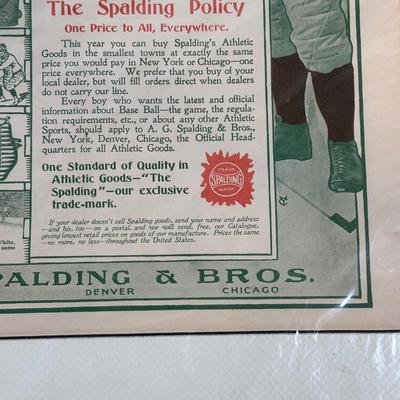 The Spalding Policy
One Price to All, Everywhere.
This year you can buy Spalding's Athletic
Goods in the smallest towns at exactly the same
price you would pay in New York or Chicago—one
price everywhere. We prefer that you buy of your
local dealer, but will fill orders direct when dealers
do not carry our line.
Every boy who wants the latest and official
information about Base Ball—the game, the regula-
tion requirements, etc., or about any other Athletic
Sports, should apply to A. G. Spalding & Bros.,
New York, Denver, Chicago, the Official Head-
quarters for all Athletic Goods.
One Standard of Quality in
Athletic Goods—"The
Spalding"—our exclusive
trade-mark.
TRADE
SPALDING
MARK
If your dealer doesn't sell Spalding goods, send your name and address
—and his, too—on a postal, and we will send, free, our Catalogue,
giving lowest retail prices on goods of our manufacture. Prices the same
—no more, no less—throughout the United States.
White,
same
PALDING & BROS.
DENVER CHICAGO